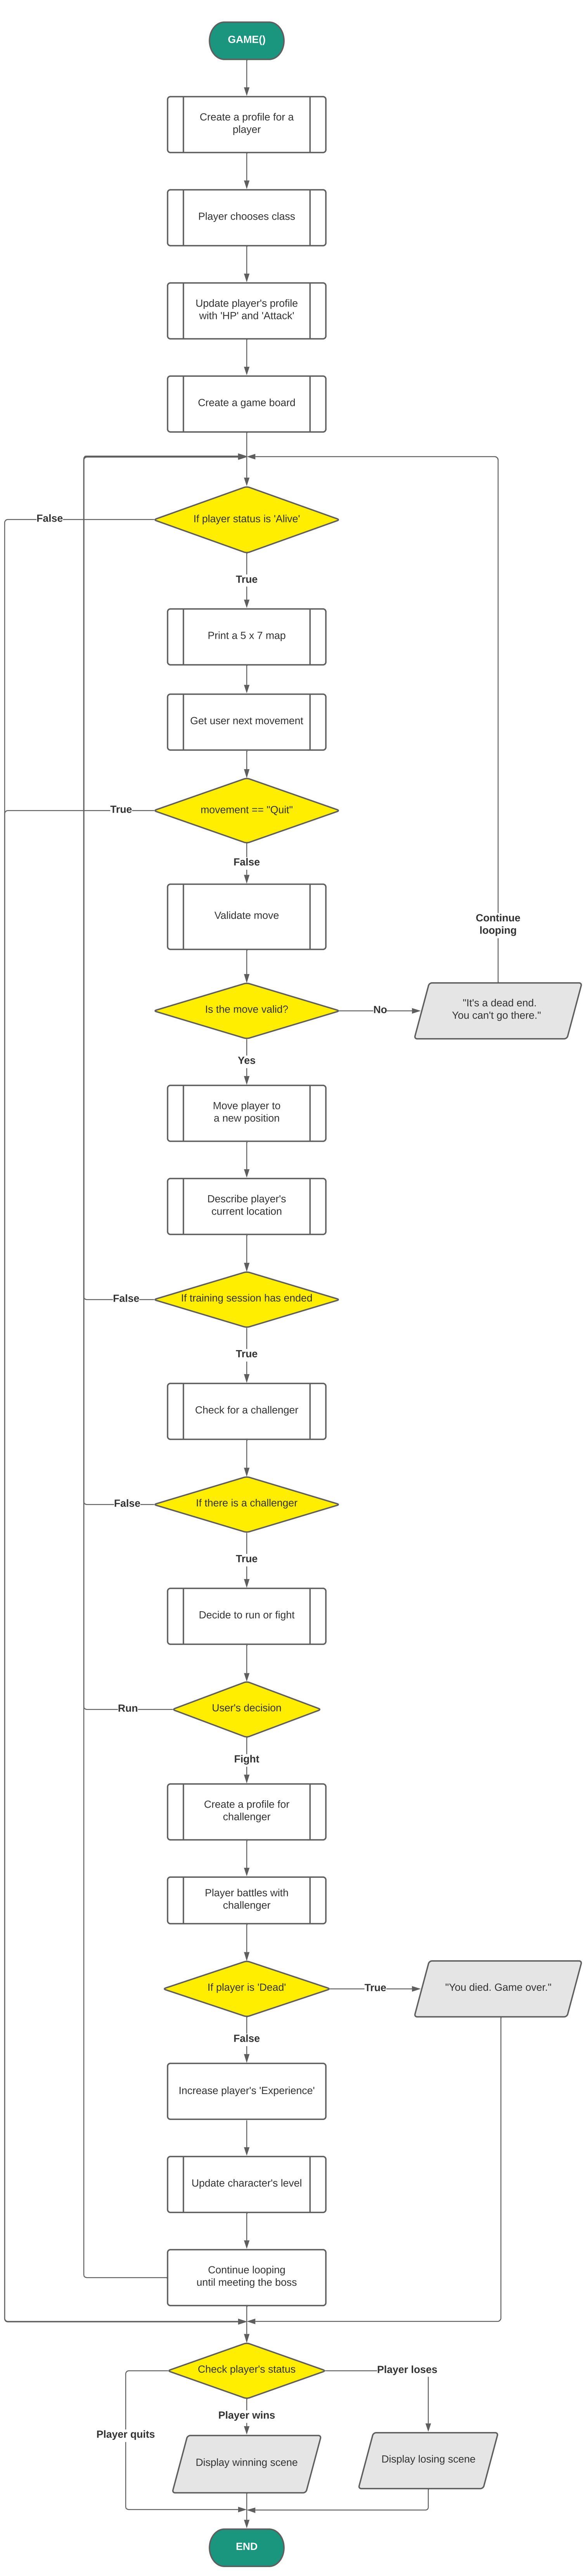 GAME()
Create a profile for a
player
Player chooses class
Update player's profile
with 'HP' and 'Attack'
Create a game board
If player status is 'Alive'
False
True
Print a 5 x 7 map
Get user next movement
movement == "Quit"
True
False
Validate move
Continue
looping
Is the move valid?
No
"It's a dead end.
You can't go there."
Yes
Move player to
a new position
Describe player's
current location
If training session has ended
False
True
Check for a challenger
If there is a challenger
False
True
Decide to run or fight
User's decision
Run
Fight
Create a profile for
challenger
Player battles with
challenger
If player is 'Dead'
True
"You died. Game over."
False
Increase player's 'Experience'
Update character's level
Continue looping
until meeting the boss
Check player's status
Player loses
Player wins
Player quits
Display winning scene
Display losing scene
END